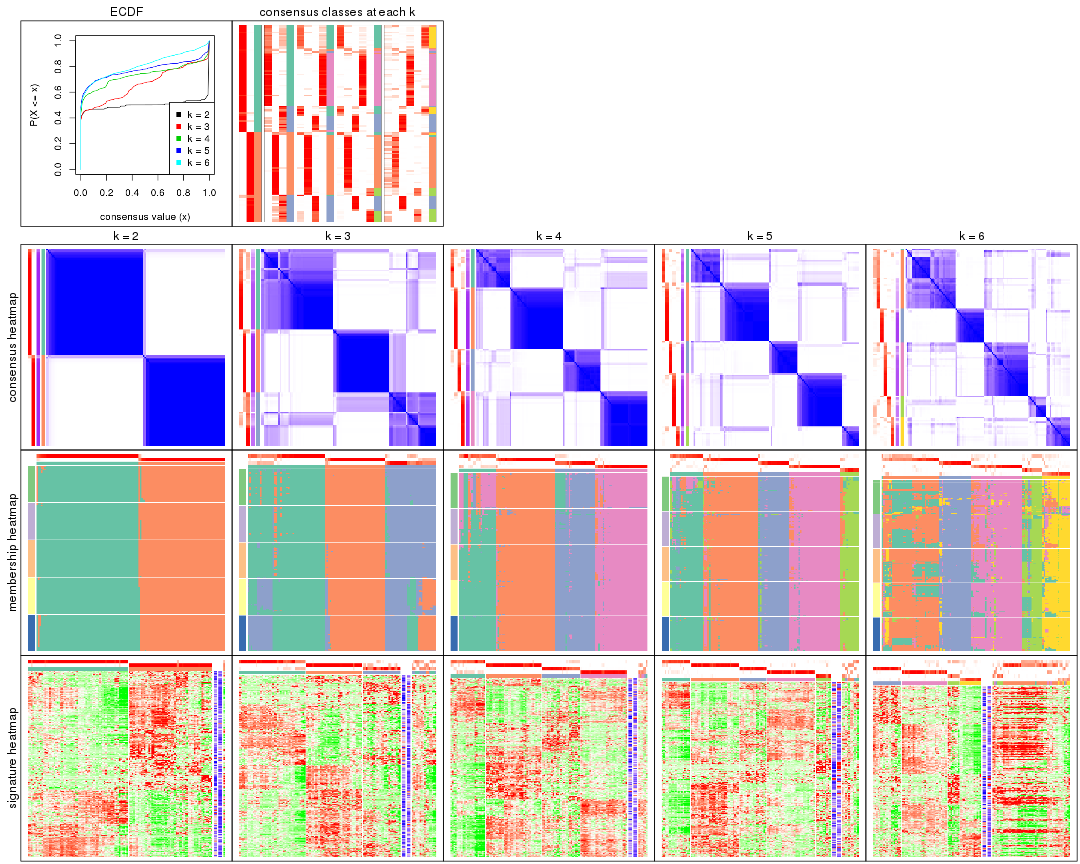 ECDF
consensus classes at each k
P(X <= x)
0.0 0.2 0.4 0.6 0.8 1.0
k = 2
k = 3
k = 4
k = 5
k = 6
0.0 0.2 0.4 0.6 0.8 1.0
consensus value (x)
k = 2 k = 3 k = 4 k = 5 k = 6
consensus heatmap
membership heatmap
signature heatmap